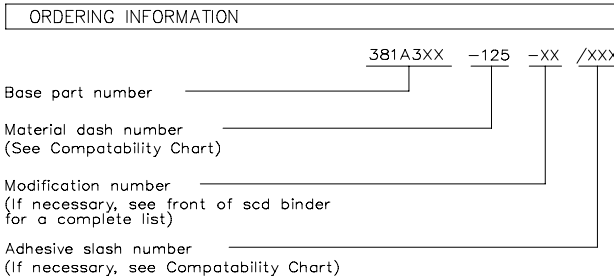 ORDERING INFORMATION
381A3XX -125 -XX /XXX
Base part number
Material dash number
(See Compatability Chart)
Modification number
(If necessary, see front of scd binder
for a complete list)
Adhesive slash number
(If necessary, see Compatability Chart)